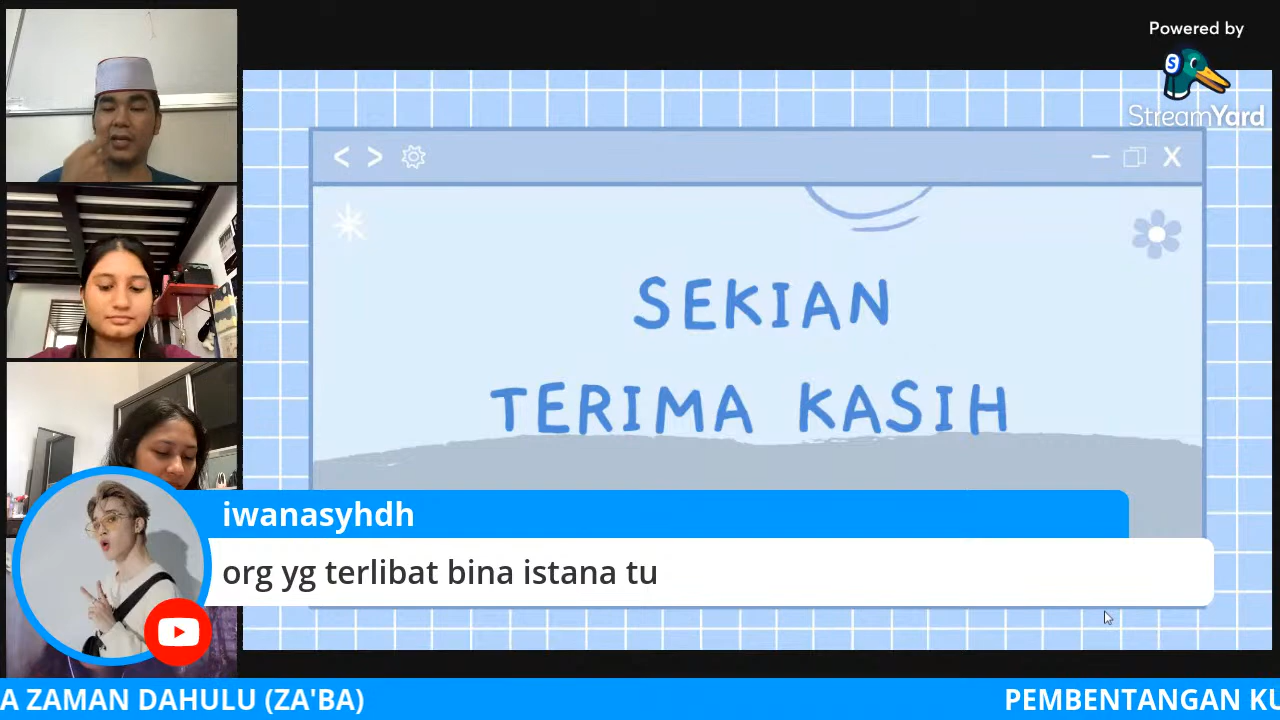 Powered by
StreamYard
< > – X
SEKIAN
TERIMA KASIH
iwanasyhdh
org yg terlibat bina istana tu
A ZAMAN DAHULU (ZA'BA)
PEMBENTANGAN KU